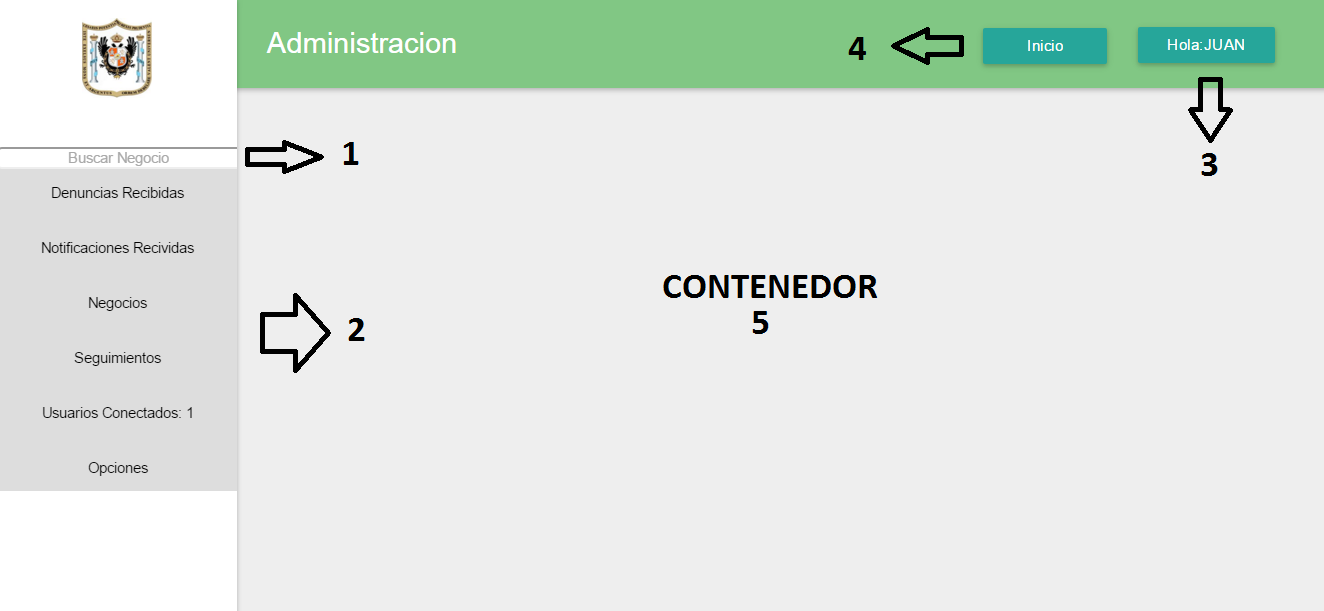 Administracion
4
Inicio
Hola:JUAN
3
Buscar Negocio
1
Denuncias Recibidas
Notificaciones Recividas
Negocios
Seguimientos
Usuarios Conectados: 1
Opciones
2
CONTENEDOR
5